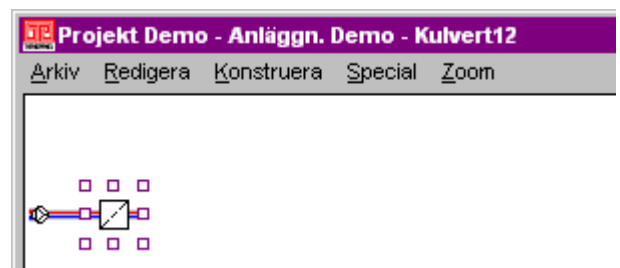 Projekt Demo - Anläggn. Demo - Kulvert12
Arkiv Redigera Konstruera Special Zoom